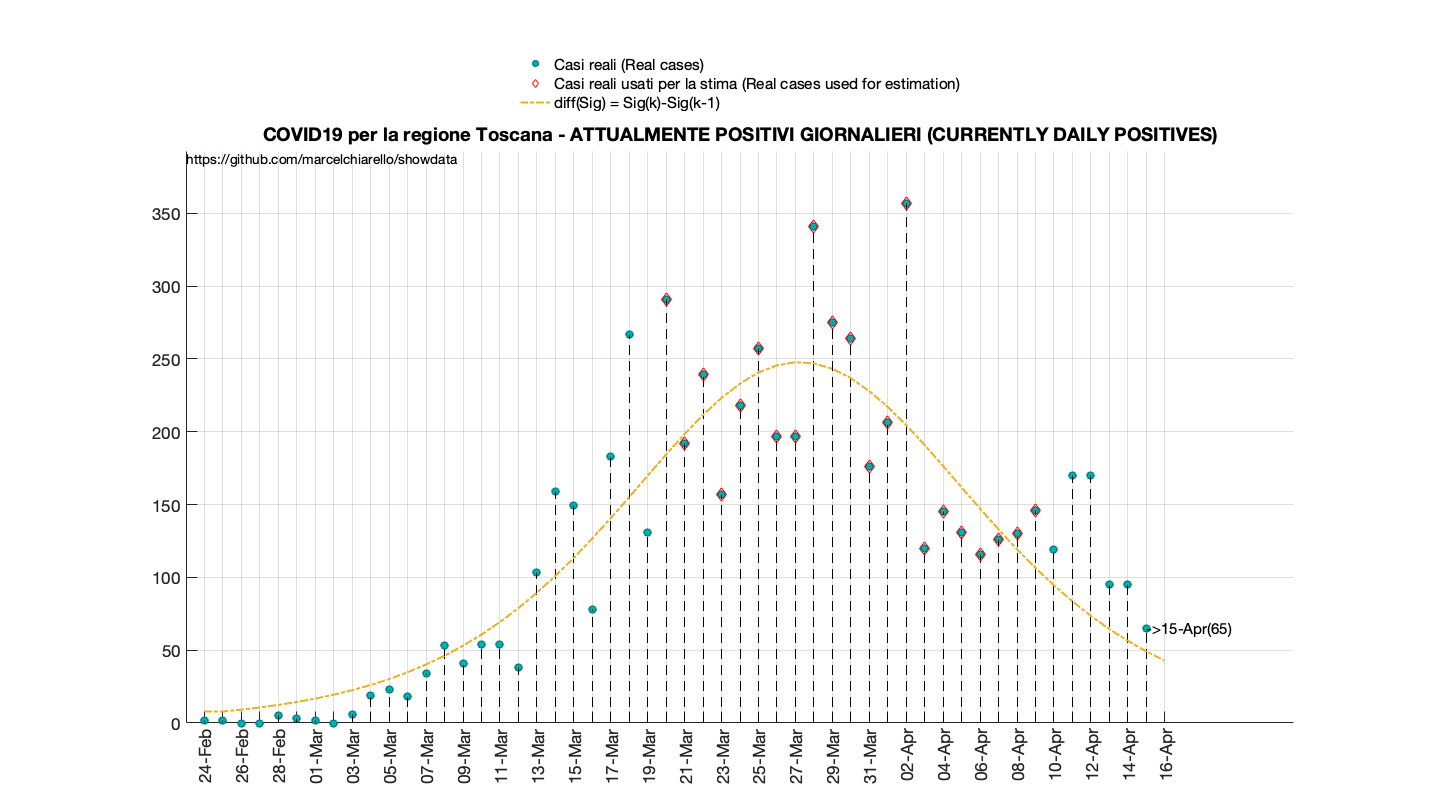 Casi reali (Real cases)
Casi reali usati per la stima (Real cases used for estimation)
diff(Sig) = Sig(k)-Sig(k-1)
COVID19 per la regione Toscana - ATTUALMENTE POSITIVI GIORNALIERI (CURRENTLY DAILY POSITIVES)
https://github.com/marcelchiarello/showdata
350
300
250
200
150
100
50
0
->15-Apr(65)
24-Feb
26-Feb
28-Feb
01-Mar
03-Mar
05-Mar
07-Mar
09-Mar
11-Mar
13-Mar
15-Mar
17-Mar
19-Mar
21-Mar
23-Mar
25-Mar
27-Mar
29-Mar
31-Mar
02-Apr
04-Apr
06-Apr
08-Apr
10-Apr
12-Apr
14-Apr
16-Apr